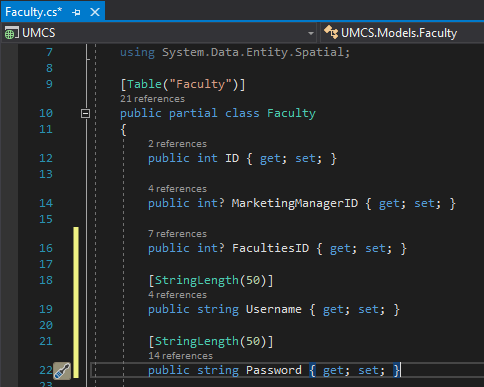 Faculty.cs*
UMCS
UMCS.Models.Faculty
7 using System.Data.Entity.Spatial;
8
9 [Table("Faculty")]
21 references
10 public partial class Faculty
11 {
2 references
12 public int ID { get; set; }
13
4 references
14 public int? MarketingManagerID { get; set; }
15
7 references
16 public int? FacultiesID { get; set; }
17
18 [StringLength(50)]
4 references
19 public string Username { get; set; }
20
21 [StringLength(50)]
14 references
22 public string Password { get; set; }
23